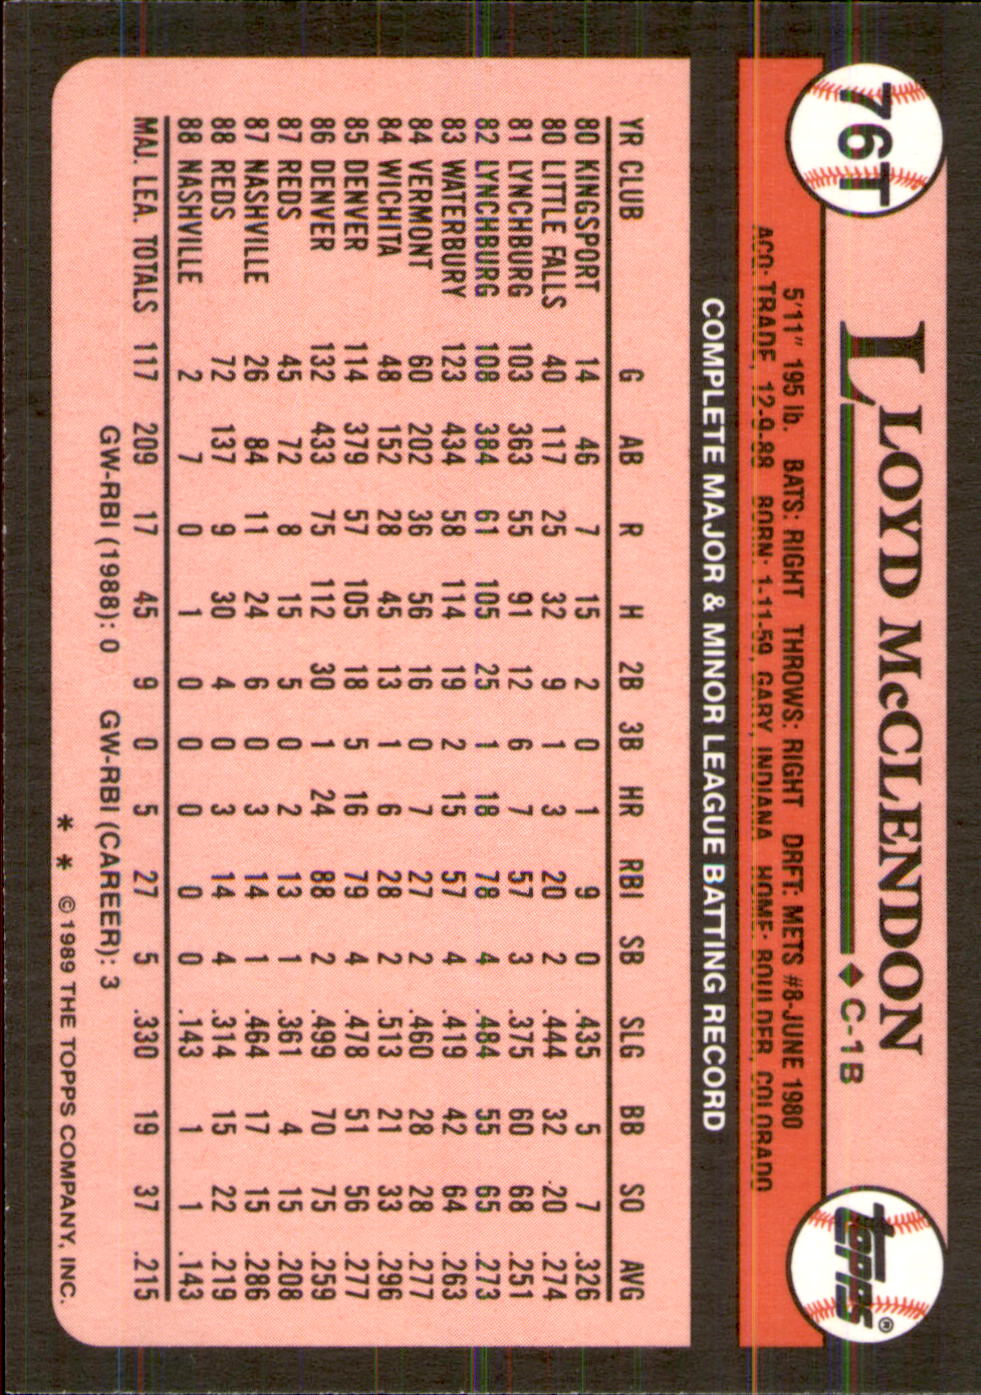 76T
LLOYD McCLENDON
◆ C-1B
topps®
5'11" 195 lb. BATS: RIGHT THROWS: RIGHT DRFT: METS #8-JUNE 1980
ACQ: TRADE, 12-9-88 BORN: 1-11-59, GARY, INDIANA HOME: BOULDER, COLORADO
COMPLETE MAJOR & MINOR LEAGUE BATTING RECORD
YR CLUB G AB R H 2B 3B HR RBI SB SLG BB SO AVG
80 KINGSPORT 14 46 7 15 2 0 1 9 0 .435 5 7 .326
80 LITTLE FALLS 40 117 25 32 9 1 3 20 2 .444 32 20 .274
81 LYNCHBURG 103 363 55 91 12 6 7 57 3 .375 60 68 .251
82 LYNCHBURG 108 384 61 105 25 1 18 78 4 .484 55 65 .273
83 WATERBURY 123 434 58 114 19 2 15 57 4 .419 42 64 .263
84 VERMONT 60 202 36 56 16 0 7 27 2 .460 28 28 .277
84 WICHITA 48 152 28 45 13 1 6 28 2 .513 21 33 .296
85 DENVER 114 379 57 105 18 5 16 79 4 .478 51 56 .277
86 DENVER 132 433 75 112 30 1 24 88 2 .499 70 75 .259
87 REDS 45 72 8 15 5 0 2 13 1 .361 4 15 .208
87 NASHVILLE 26 84 11 24 6 0 3 14 1 .464 17 15 .286
88 REDS 72 137 9 30 4 0 3 14 4 .314 15 22 .219
88 NASHVILLE 2 7 0 1 0 0 0 0 0 .143 1 1 .143
MAJ. LEA. TOTALS 117 209 17 45 9 0 5 27 5 .330 19 37 .215
GW-RBI (1988): 0 GW-RBI (CAREER): 3
* * © 1989 THE TOPPS COMPANY, INC.